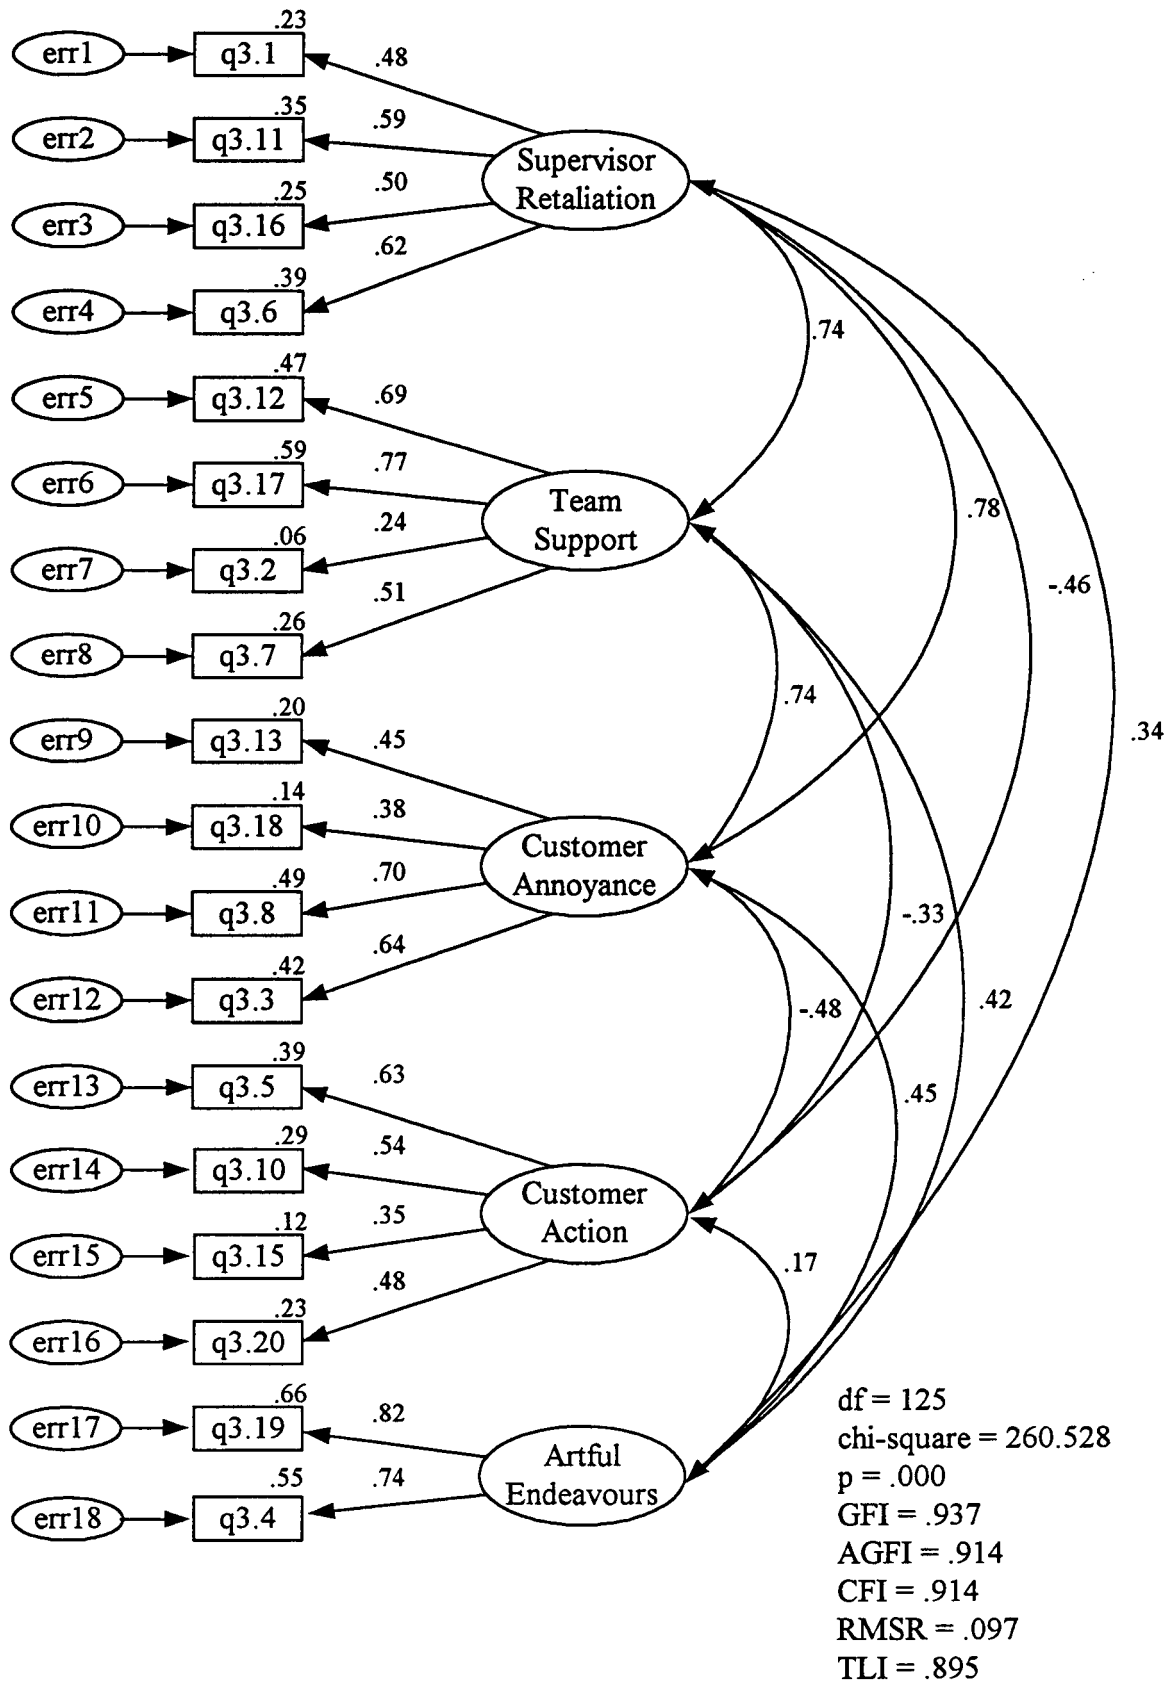 .23
err1
q3.1
.48
.35
err2
q3.11
.59
Supervisor
Retaliation
.25
err3
q3.16
.50
.39
err4
q3.6
.62
.74
.47
err5
q3.12
.69
.59
err6
q3.17
.77
Team
Support
.78
.06
err7
q3.2
.24
-.46
.26
err8
q3.7
.51
.74
.34
.20
err9
q3.13
.45
.14
err10
q3.18
.38
Customer
Annoyance
.49
err11
q3.8
.70
-.33
.42
err12
q3.3
.64
-.48
.42
.39
err13
q3.5
.63
.45
.29
err14
q3.10
.54
Customer
Action
.12
err15
q3.15
.35
.17
.23
err16
q3.20
.48
.66
err17
q3.19
.82
Artful
Endeavours
.55
err18
q3.4
.74
df = 125
chi-square = 260.528
p = .000
GFI = .937
AGFI = .914
CFI = .914
RMSR = .097
TLI = .895